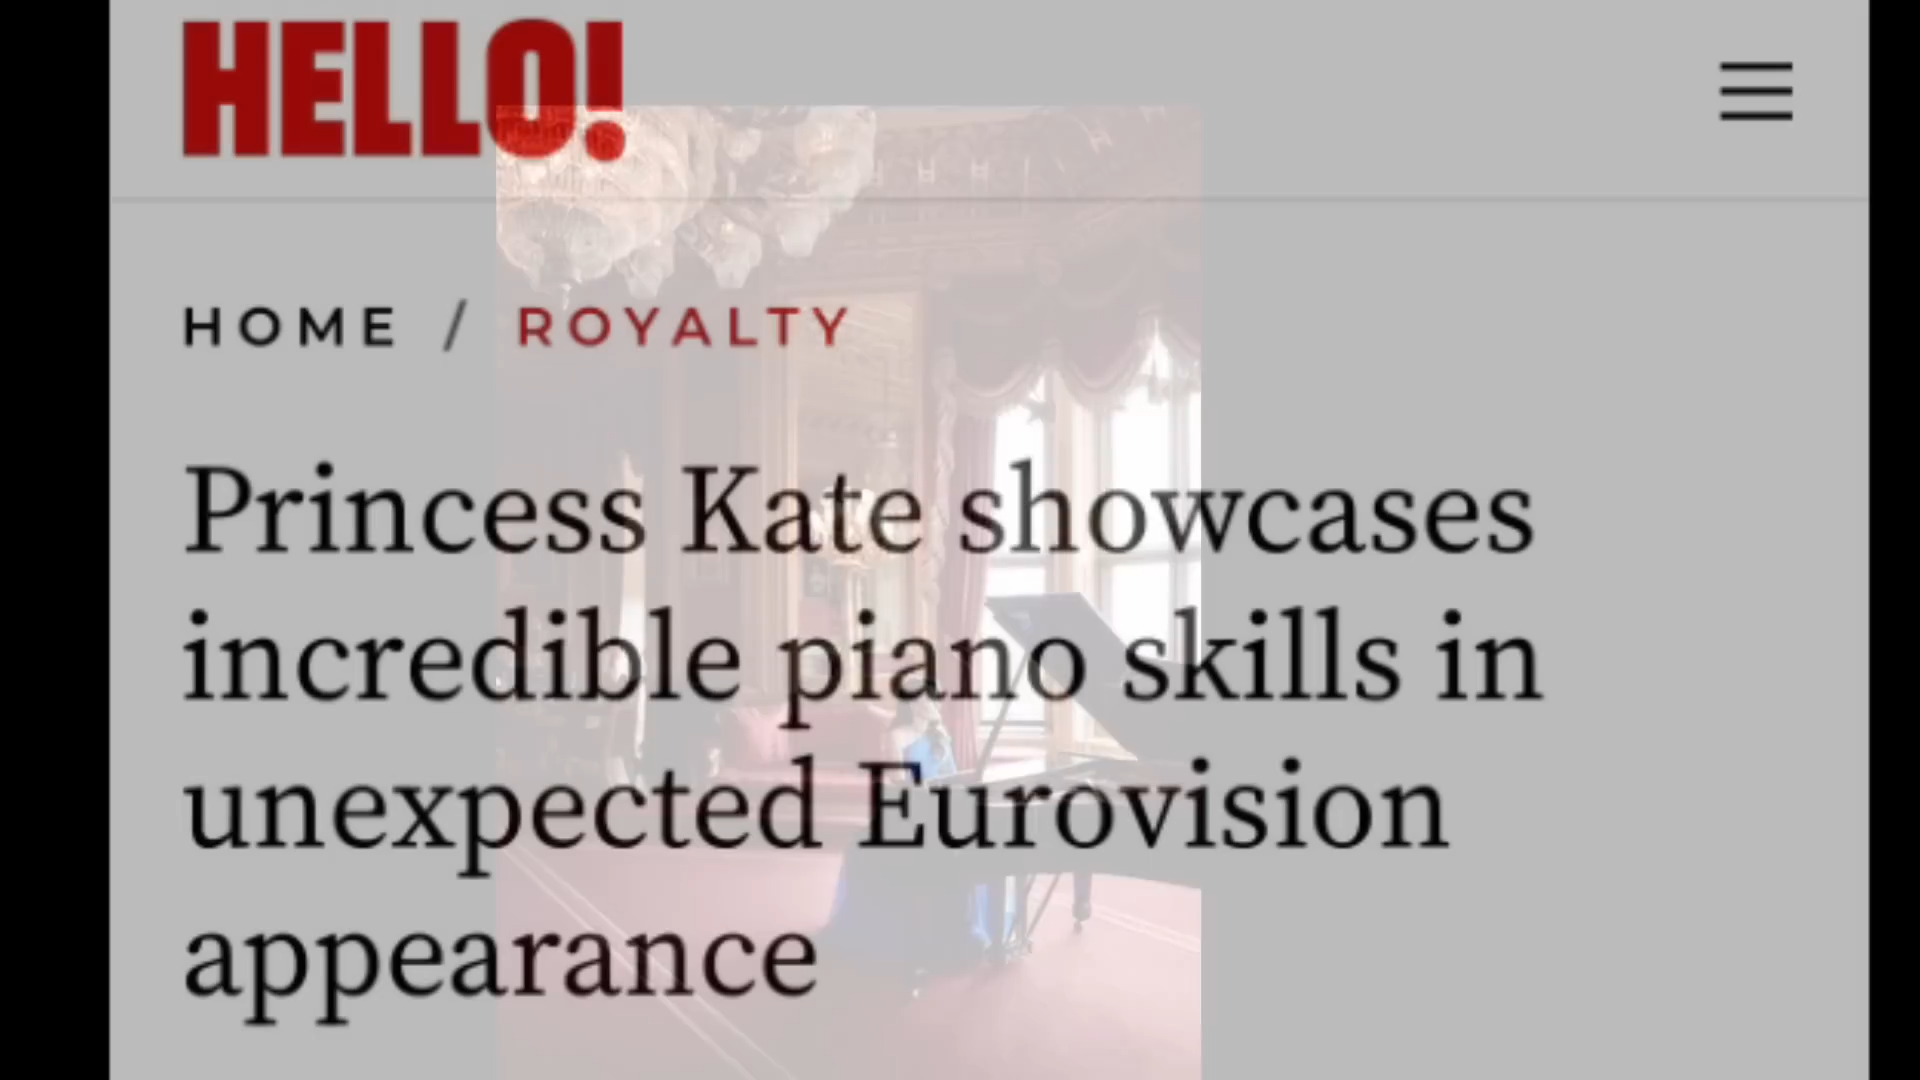 HELLO!
HOME / ROYALTY
Princess Kate showcases
incredible piano skills in
unexpected Eurovision
appearance